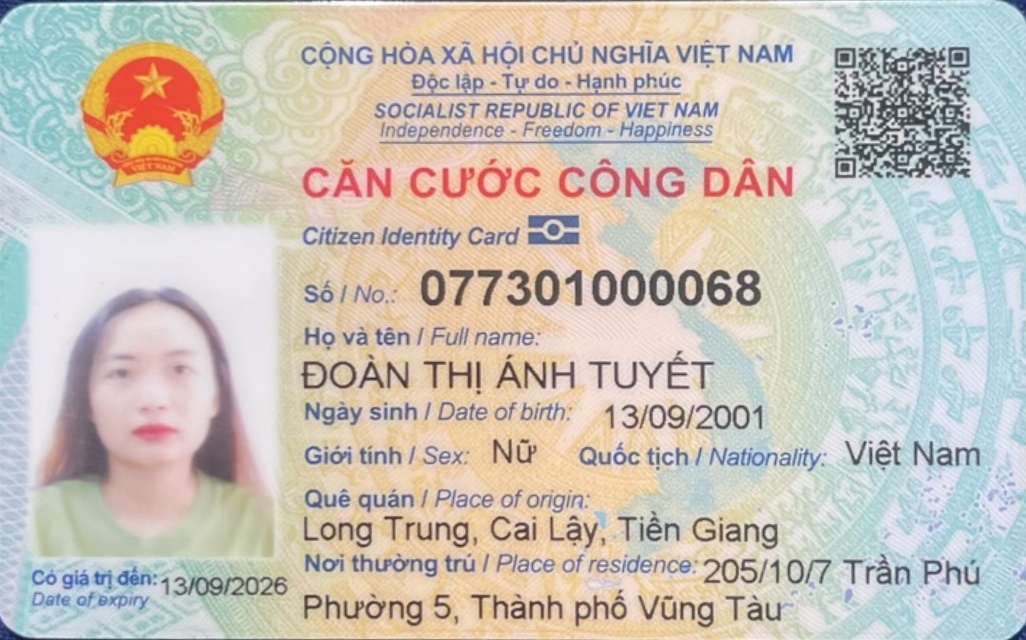 CỘNG HÒA XÃ HỘI CHỦ NGHĨA VIỆT NAM
Độc lập - Tự do - Hạnh phúc
SOCIALIST REPUBLIC OF VIET NAM
Independence - Freedom - Happiness
CĂN CƯỚC CÔNG DÂN
Citizen Identity Card
Số / No.: 077301000068
Họ và tên / Full name:
ĐOÀN THỊ ÁNH TUYẾT
Ngày sinh / Date of birth: 13/09/2001
Giới tính / Sex: Nữ Quốc tịch / Nationality: Việt Nam
Quê quán / Place of origin:
Long Trung, Cai Lậy, Tiền Giang
Nơi thường trú / Place of residence: 205/10/7 Trần Phú
Phường 5, Thành phố Vũng Tàu
Có giá trị đến: 13/09/2026
Date of expiry
VIỆT NAM